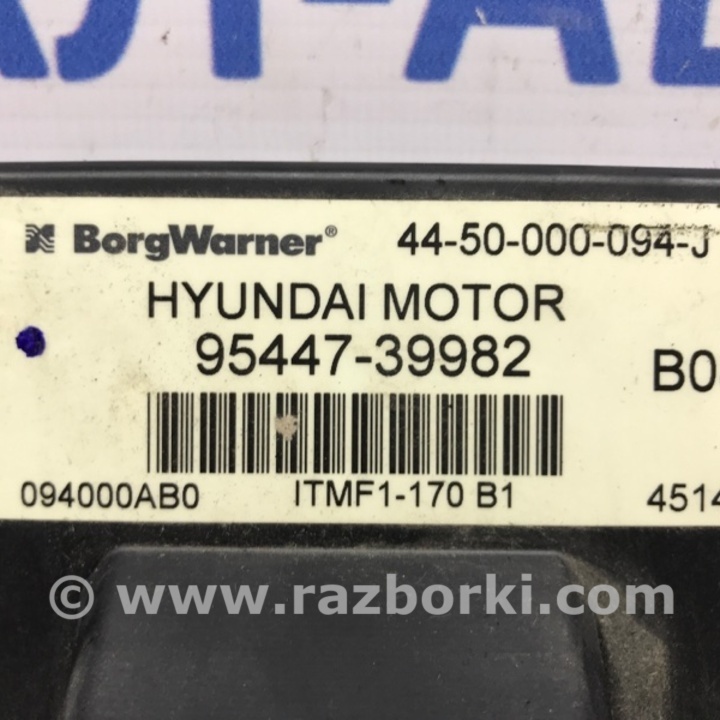 BorgWarner® 44-50-000-094-J
HYUNDAI MOTOR
95447-39982
B0
094000AB0 ITMF1-170 B1 4514
© www.razborki.com